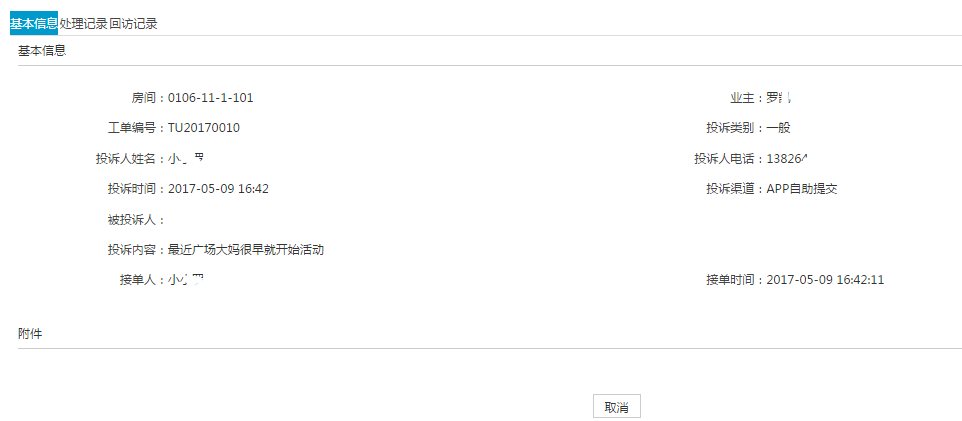 基本信息 处理记录 回访记录
基本信息
房间：0106-11-1-101 业主：罗
工单编号：TU20170010 投诉类别：一般
投诉人姓名：小 投诉人电话：13826
投诉时间：2017-05-09 16:42 投诉渠道：APP自助提交
被投诉人：
投诉内容：最近广场大妈很早就开始活动
接单人：小 接单时间：2017-05-09 16:42:11
附件
取消